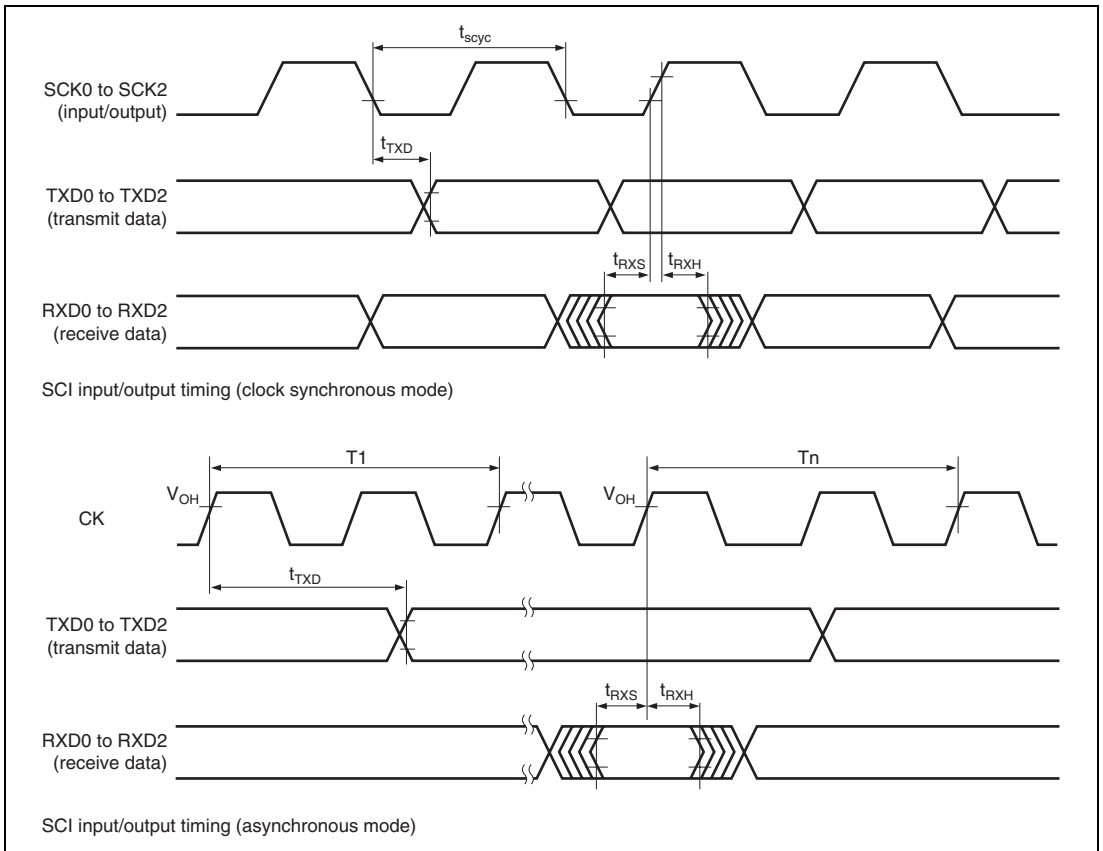 tscyc
SCK0 to SCK2
(input/output)
tTXD
TXD0 to TXD2
(transmit data)
tRXS
tRXH
RXD0 to RXD2
(receive data)
SCI input/output timing (clock synchronous mode)
T1
Tn
VOH
VOH
CK
tTXD
TXD0 to TXD2
(transmit data)
tRXS
tRXH
RXD0 to RXD2
(receive data)
SCI input/output timing (asynchronous mode)